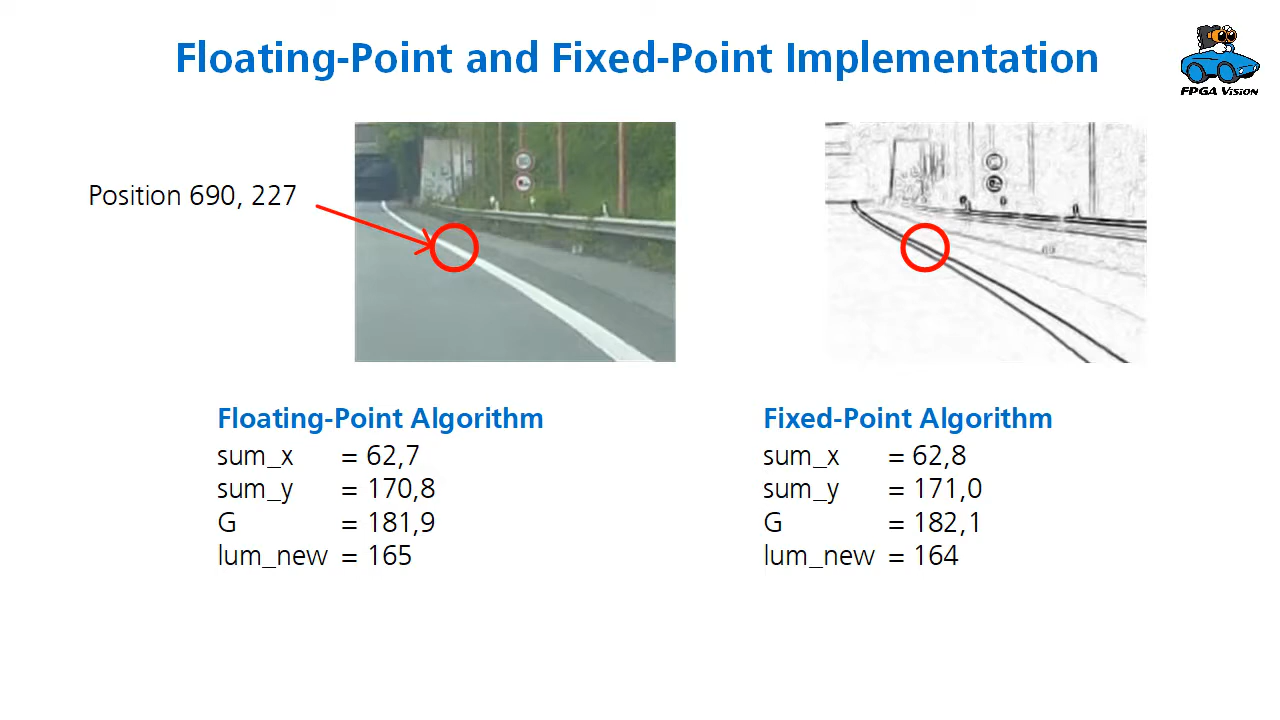 Floating-Point and Fixed-Point Implementation
FPGA Vision
Position 690, 227
Floating-Point Algorithm
sum_x = 62,7
sum_y = 170,8
G = 181,9
lum_new = 165
Fixed-Point Algorithm
sum_x = 62,8
sum_y = 171,0
G = 182,1
lum_new = 164